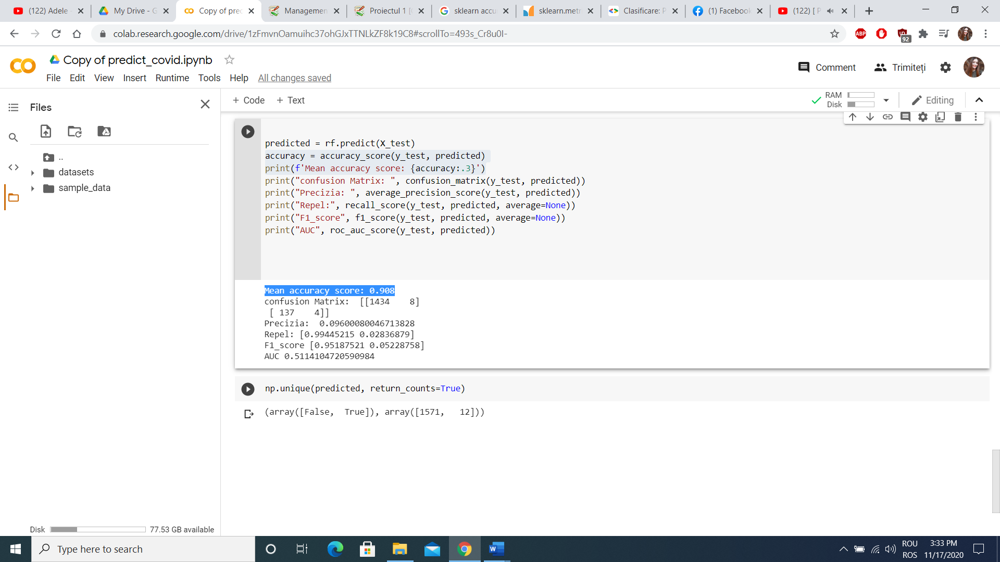 (122) Adele
My Drive - G
Copy of prec
Managemen
Proiectul 1 [
sklearn accu
sklearn.metr
Clasificare: P
(1) Facebook
(122) [ P
colab.research.google.com/drive/1zFmvnOamuihc37ohGJxTTNLkZF8k19C8#scrollTo=493s_Cr8u0I-
ABP
92
CO
Copy of predict_covid.ipynb
Comment
Trimiteți
File Edit View Insert Runtime Tools Help All changes saved
Files
+ Code + Text
RAM
Disk
Editing
..
datasets
sample_data
predicted = rf.predict(X_test)
accuracy = accuracy_score(y_test, predicted)
print(f'Mean accuracy score: {accuracy:.3}')
print("confusion Matrix: ", confusion_matrix(y_test, predicted))
print("Precizia: ", average_precision_score(y_test, predicted))
print("Repel:", recall_score(y_test, predicted, average=None))
print("F1_score", f1_score(y_test, predicted, average=None))
print("AUC", roc_auc_score(y_test, predicted))
Mean accuracy score: 0.908
confusion Matrix:  [[1434    8]
 [ 137    4]]
Precizia:  0.09600080046713828
Repel: [0.99445215 0.02836879]
F1_score [0.95187521 0.05228758]
AUC 0.5114104720590984
np.unique(predicted, return_counts=True)
(array([False,  True]), array([1571,   12]))
Disk 77.53 GB available
Type here to search
ROU
ROS
3:33 PM
11/17/2020